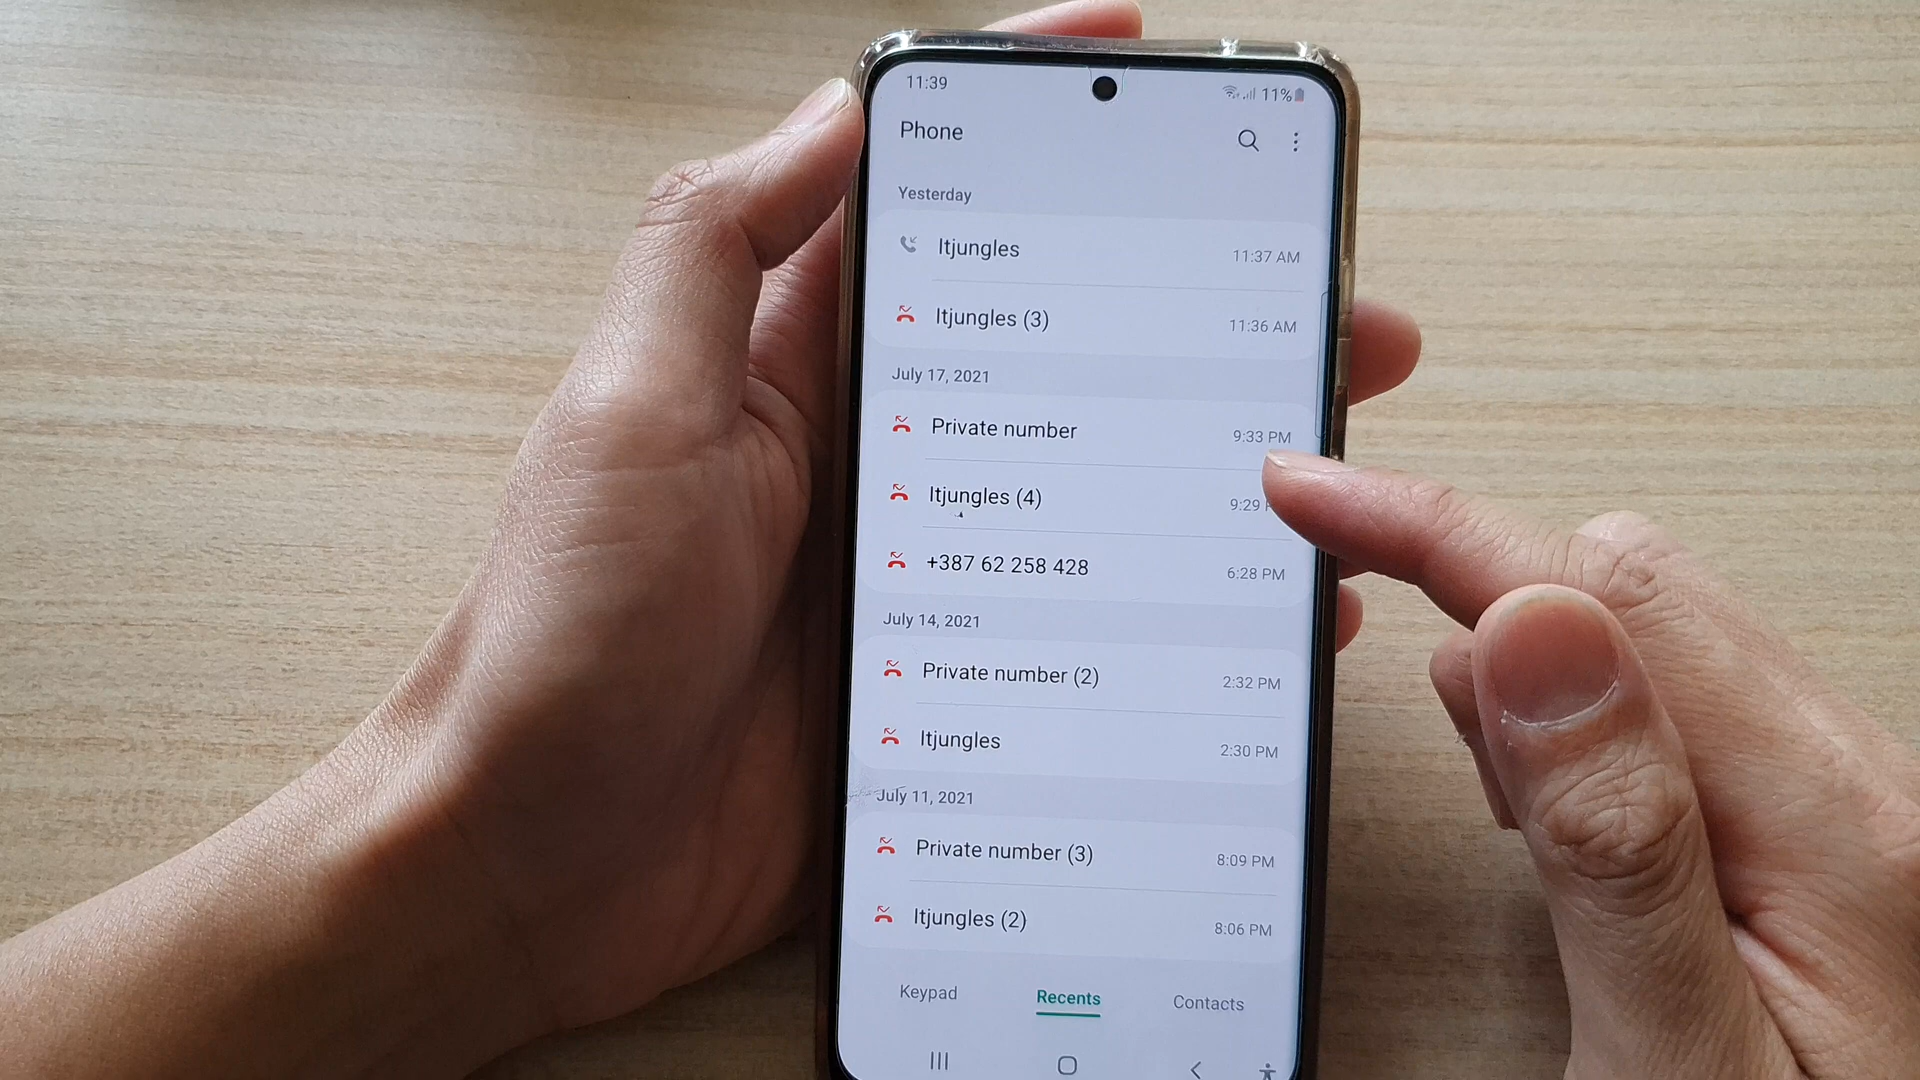 11:39
11%
Phone
Yesterday
Itjungles 11:37 AM
Itjungles (3) 11:36 AM
July 17, 2021
Private number 9:33 PM
Itjungles (4) 9:29
+387 62 258 428 6:28 PM
July 14, 2021
Private number (2) 2:32 PM
Itjungles 2:30 PM
July 11, 2021
Private number (3) 8:09 PM
Itjungles (2) 8:06 PM
Keypad Recents Contacts